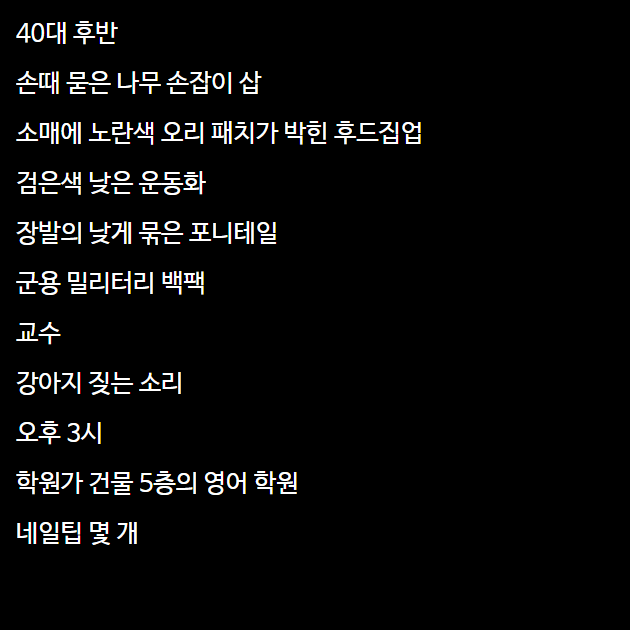 40대 후반
손때 묻은 나무 손잡이 삽
소매에 노란색 오리 패치가 박힌 후드집업
검은색 낮은 운동화
장발의 낮게 묶은 포니테일
군용 밀리터리 백팩
교수
강아지 짖는 소리
오후 3시
학원가 건물 5층의 영어 학원
네일팁 몇 개